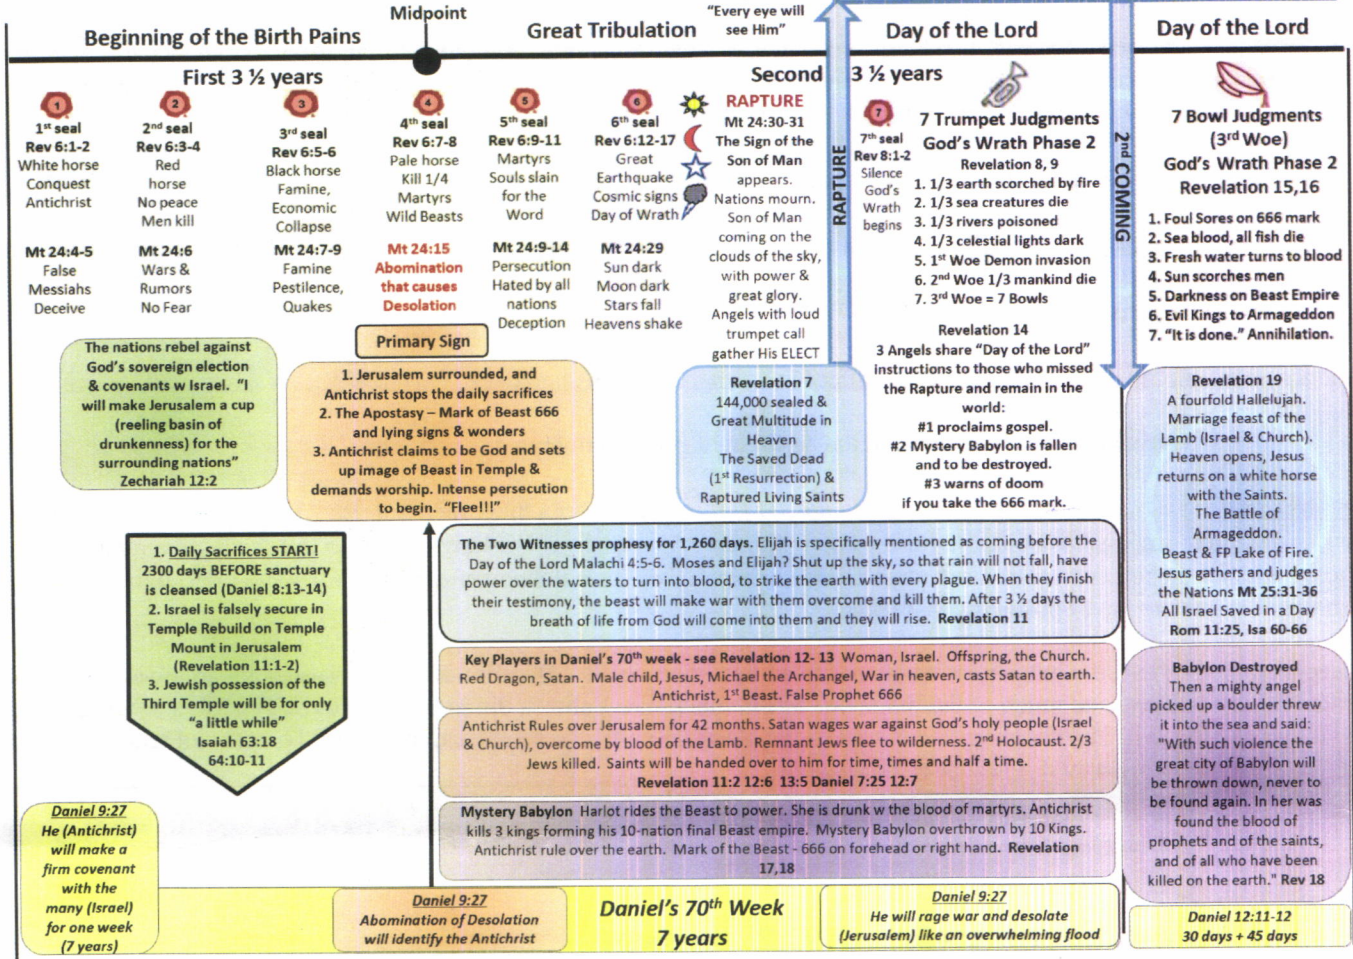 Midpoint
"Every eye will
see Him"
Beginning of the Birth Pains
Great Tribulation
Day of the Lord
Day of the Lord
First 3 ½ years
Second 3 ½ years
1
1st seal
Rev 6:1-2
White horse
Conquest
Antichrist
Mt 24:4-5
False
Messiahs
Deceive
2
2nd seal
Rev 6:3-4
Red
horse
No peace
Men kill
Mt 24:6
Wars &
Rumors
No Fear
3
3rd seal
Rev 6:5-6
Black horse
Famine,
Economic
Collapse
Mt 24:7-9
Famine
Pestilence,
Quakes
4
4th seal
Rev 6:7-8
Pale horse
Kill 1/4
Martyrs
Wild Beasts
Mt 24:15
Abomination
that causes
Desolation
5
5th seal
Rev 6:9-11
Martyrs
Souls slain
for the
Word
Mt 24:9-14
Persecution
Hated by all
nations
Deception
6
6th seal
Rev 6:12-17
Great
Earthquake
Cosmic signs
Day of Wrath
Mt 24:29
Sun dark
Moon dark
Stars fall
Heavens shake
RAPTURE
Mt 24:30-31
The Sign of the
Son of Man
appears.
Nations mourn.
Son of Man
coming on the
clouds of the sky,
with power &
great glory.
Angels with loud
trumpet call
gather His ELECT
RAPTURE
7
7th seal
Rev 8:1-2
Silence
God's
Wrath
begins
7 Trumpet Judgments
God's Wrath Phase 2
Revelation 8, 9
1. 1/3 earth scorched by fire
2. 1/3 sea creatures die
3. 1/3 rivers poisoned
4. 1/3 celestial lights dark
5. 1st Woe Demon invasion
6. 2nd Woe 1/3 mankind die
7. 3rd Woe = 7 Bowls
Revelation 14
3 Angels share "Day of the Lord"
instructions to those who missed
the Rapture and remain in the
world:
#1 proclaims gospel.
#2 Mystery Babylon is fallen
and to be destroyed.
#3 warns of doom
if you take the 666 mark.
2nd COMING
7 Bowl Judgments
(3rd Woe)
God's Wrath Phase 2
Revelation 15,16
1. Foul Sores on 666 mark
2. Sea blood, all fish die
3. Fresh water turns to blood
4. Sun scorches men
5. Darkness on Beast Empire
6. Evil Kings to Armageddon
7. "It is done." Annihilation.
The nations rebel against
God's sovereign election
& covenants w Israel. "I
will make Jerusalem a cup
(reeling basin of
drunkenness) for the
surrounding nations"
Zechariah 12:2
Primary Sign
1. Jerusalem surrounded, and
Antichrist stops the daily sacrifices
2. The Apostasy – Mark of Beast 666
and lying signs & wonders
3. Antichrist claims to be God and sets
up image of Beast in Temple &
demands worship. Intense persecution
to begin. "Flee!!!"
Revelation 7
144,000 sealed &
Great Multitude in
Heaven
The Saved Dead
(1st Resurrection) &
Raptured Living Saints
Revelation 19
A fourfold Hallelujah.
Marriage feast of the
Lamb (Israel & Church).
Heaven opens, Jesus
returns on a white horse
with the Saints.
The Battle of
Armageddon.
Beast & FP Lake of Fire.
Jesus gathers and judges
the Nations Mt 25:31-36
All Israel Saved in a Day
Rom 11:25, Isa 60-66
1. Daily Sacrifices START!
2300 days BEFORE sanctuary
is cleansed (Daniel 8:13-14)
2. Israel is falsely secure in
Temple Rebuild on Temple
Mount in Jerusalem
(Revelation 11:1-2)
3. Jewish possession of the
Third Temple will be for only
"a little while"
Isaiah 63:18
64:10-11
The Two Witnesses prophesy for 1,260 days. Elijah is specifically mentioned as coming before the
Day of the Lord Malachi 4:5-6. Moses and Elijah? Shut up the sky, so that rain will not fall, have
power over the waters to turn into blood, to strike the earth with every plague. When they finish
their testimony, the beast will make war with them overcome and kill them. After 3 ½ days the
breath of life from God will come into them and they will rise. Revelation 11
Key Players in Daniel's 70th week - see Revelation 12- 13 Woman, Israel. Offspring, the Church.
Red Dragon, Satan. Male child, Jesus, Michael the Archangel, War in heaven, casts Satan to earth.
Antichrist, 1st Beast. False Prophet 666
Antichrist Rules over Jerusalem for 42 months. Satan wages war against God's holy people (Israel
& Church), overcome by blood of the Lamb. Remnant Jews flee to wilderness. 2nd Holocaust. 2/3
Jews killed. Saints will be handed over to him for time, times and half a time.
Revelation 11:2 12:6 13:5 Daniel 7:25 12:7
Mystery Babylon Harlot rides the Beast to power. She is drunk w the blood of martyrs. Antichrist
kills 3 kings forming his 10-nation final Beast empire. Mystery Babylon overthrown by 10 Kings.
Antichrist rule over the earth. Mark of the Beast - 666 on forehead or right hand. Revelation
17,18
Babylon Destroyed
Then a mighty angel
picked up a boulder threw
it into the sea and said:
"With such violence the
great city of Babylon will
be thrown down, never to
be found again. In her was
found the blood of
prophets and of the saints,
and of all who have been
killed on the earth." Rev 18
Daniel 9:27
He (Antichrist)
will make a
firm covenant
with the
many (Israel)
for one week
(7 years)
Daniel 9:27
Abomination of Desolation
will identify the Antichrist
Daniel's 70th Week
7 years
Daniel 9:27
He will rage war and desolate
(Jerusalem) like an overwhelming flood
Daniel 12:11-12
30 days + 45 days